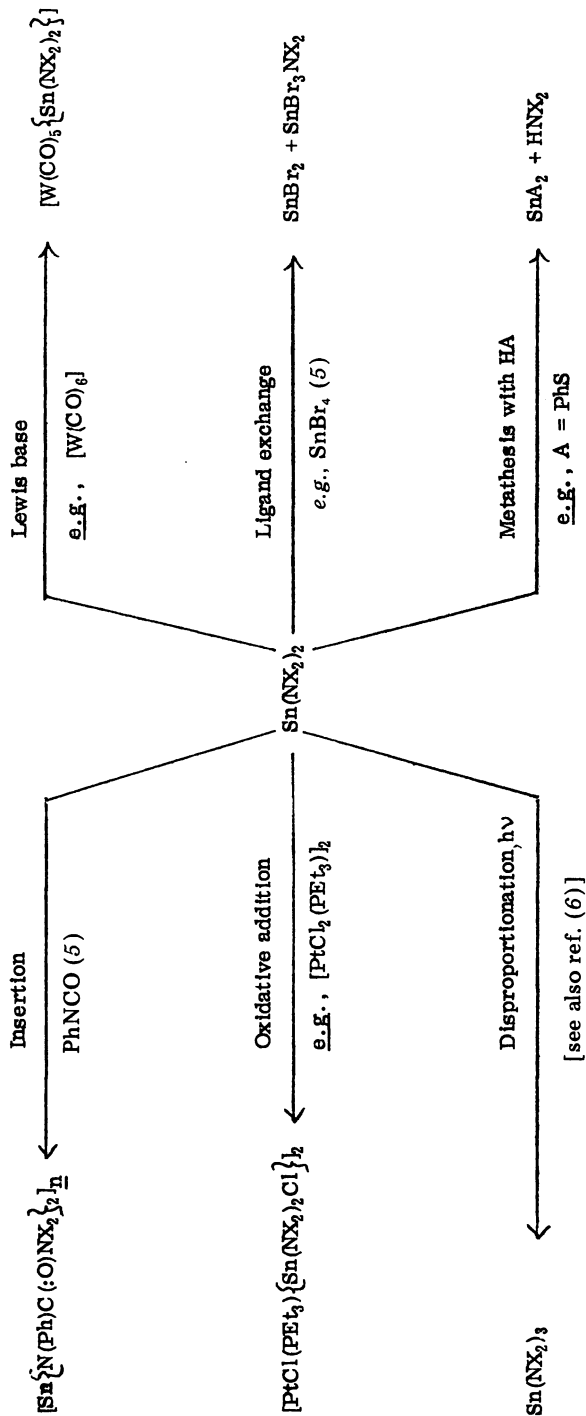 Insertion
PhNCO (5)
[Sn{N(Ph)C(:O)NX₂}₂]n
Lewis base
e.g., [W(CO)₆]
[W(CO)₅{Sn(NX₂)₂}]
Oxidative addition
e.g., [PtCl₂(PEt₃)]₂
[PtCl(PEt₃){Sn(NX₂)₂Cl}]₂
Sn(NX₂)₂
Ligand exchange
e.g., SnBr₄ (5)
SnBr₂ + SnBr₃NX₂
Disproportionation, hν
[see also ref. (6)]
Sn(NX₂)₃
Metathesis with HA
e.g., A = PhS
SnA₂ + HNX₂